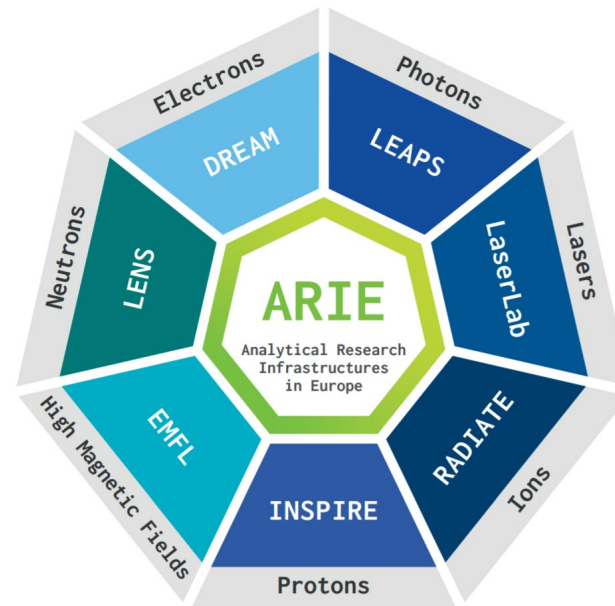 Electrons
DREAM
Photons
LEAPS
Lasers
LaserLab
Ions
RADIATE
Protons
INSPIRE
High Magnetic Fields
EMFL
Neutrons
LENS
ARIE
Analytical Research
Infrastructures
in Europe